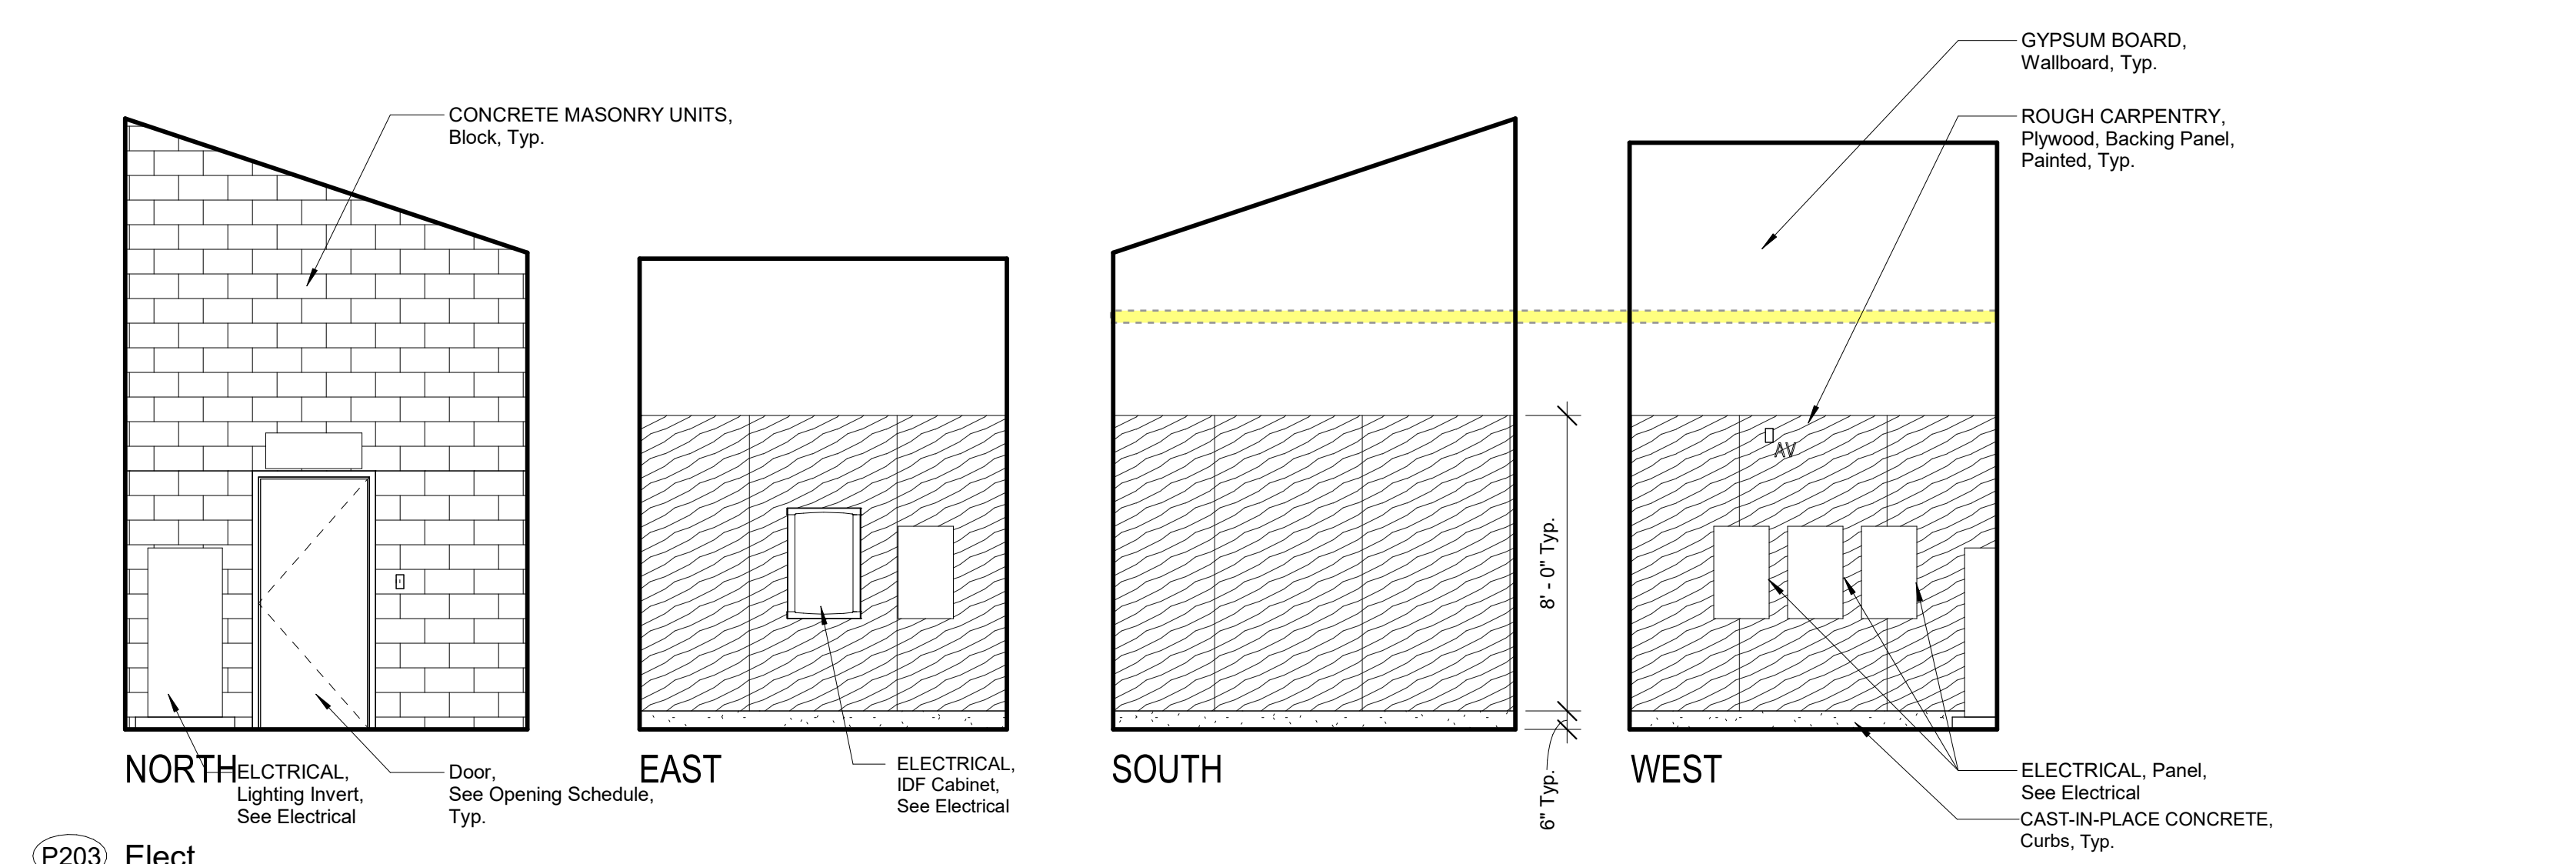 GYPSUM BOARD,
Wallboard, Typ.
CONCRETE MASONRY UNITS,
Block, Typ.
ROUGH CARPENTRY,
Plywood, Backing Panel,
Painted, Typ.
AV
8' - 0" Typ.
6" Typ.
NORTH
ELCTRICAL,
Lighting Invert,
See Electrical
Door,
See Opening Schedule,
Typ.
EAST
ELECTRICAL,
IDF Cabinet,
See Electrical
SOUTH
WEST
ELECTRICAL, Panel,
See Electrical
CAST-IN-PLACE CONCRETE,
Curbs, Typ.
P203 Elect